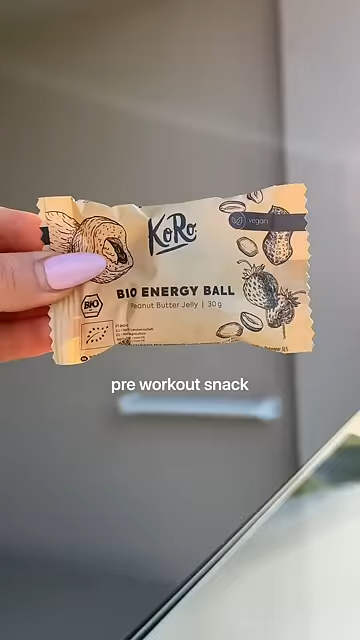 KoRo
vegan
BIO ENERGY BALL
Peanut Butter Jelly | 30 g
BIO
pre workout snack